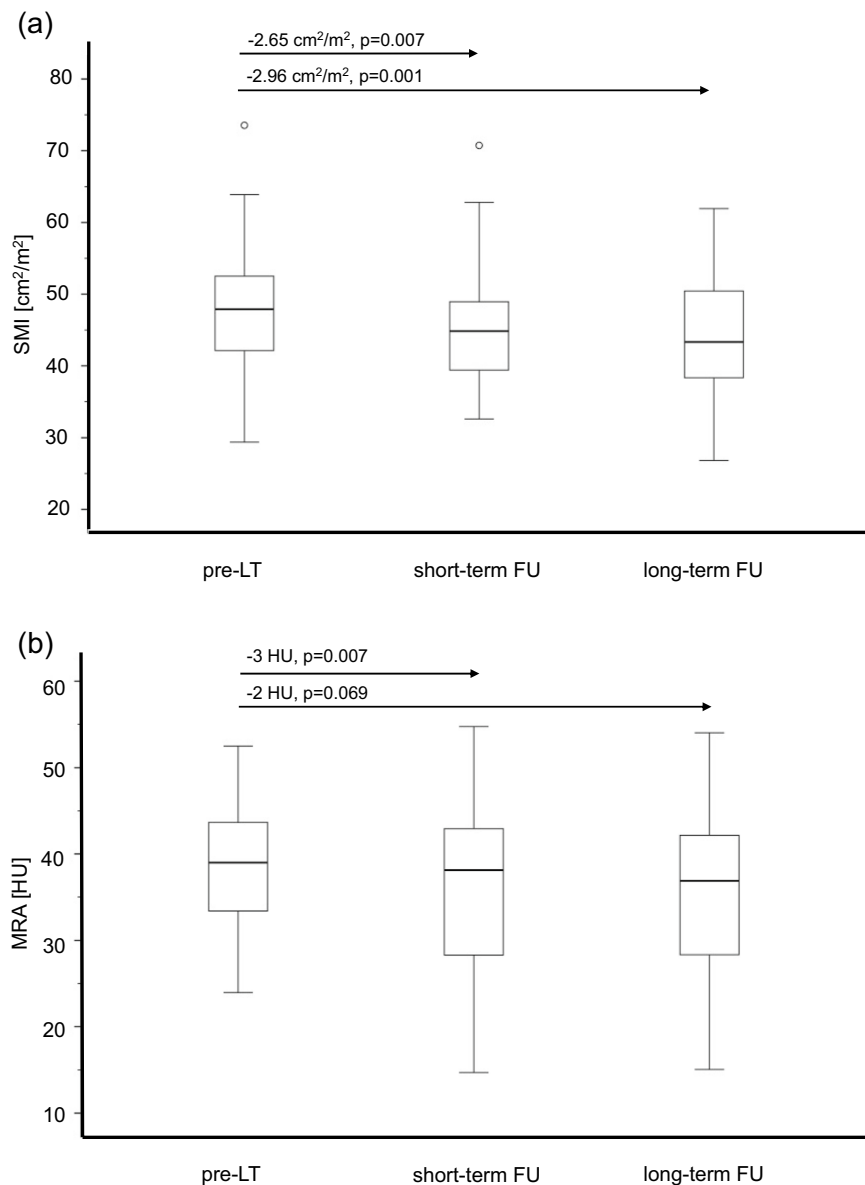 (a)
-2.65 cm²/m², p=0.007
-2.96 cm²/m², p=0.001
80
70
60
50
40
30
20
SMI [cm²/m²]
pre-LT short-term FU long-term FU
(b)
-3 HU, p=0.007
-2 HU, p=0.069
60
50
40
30
20
10
MRA [HU]
pre-LT short-term FU long-term FU